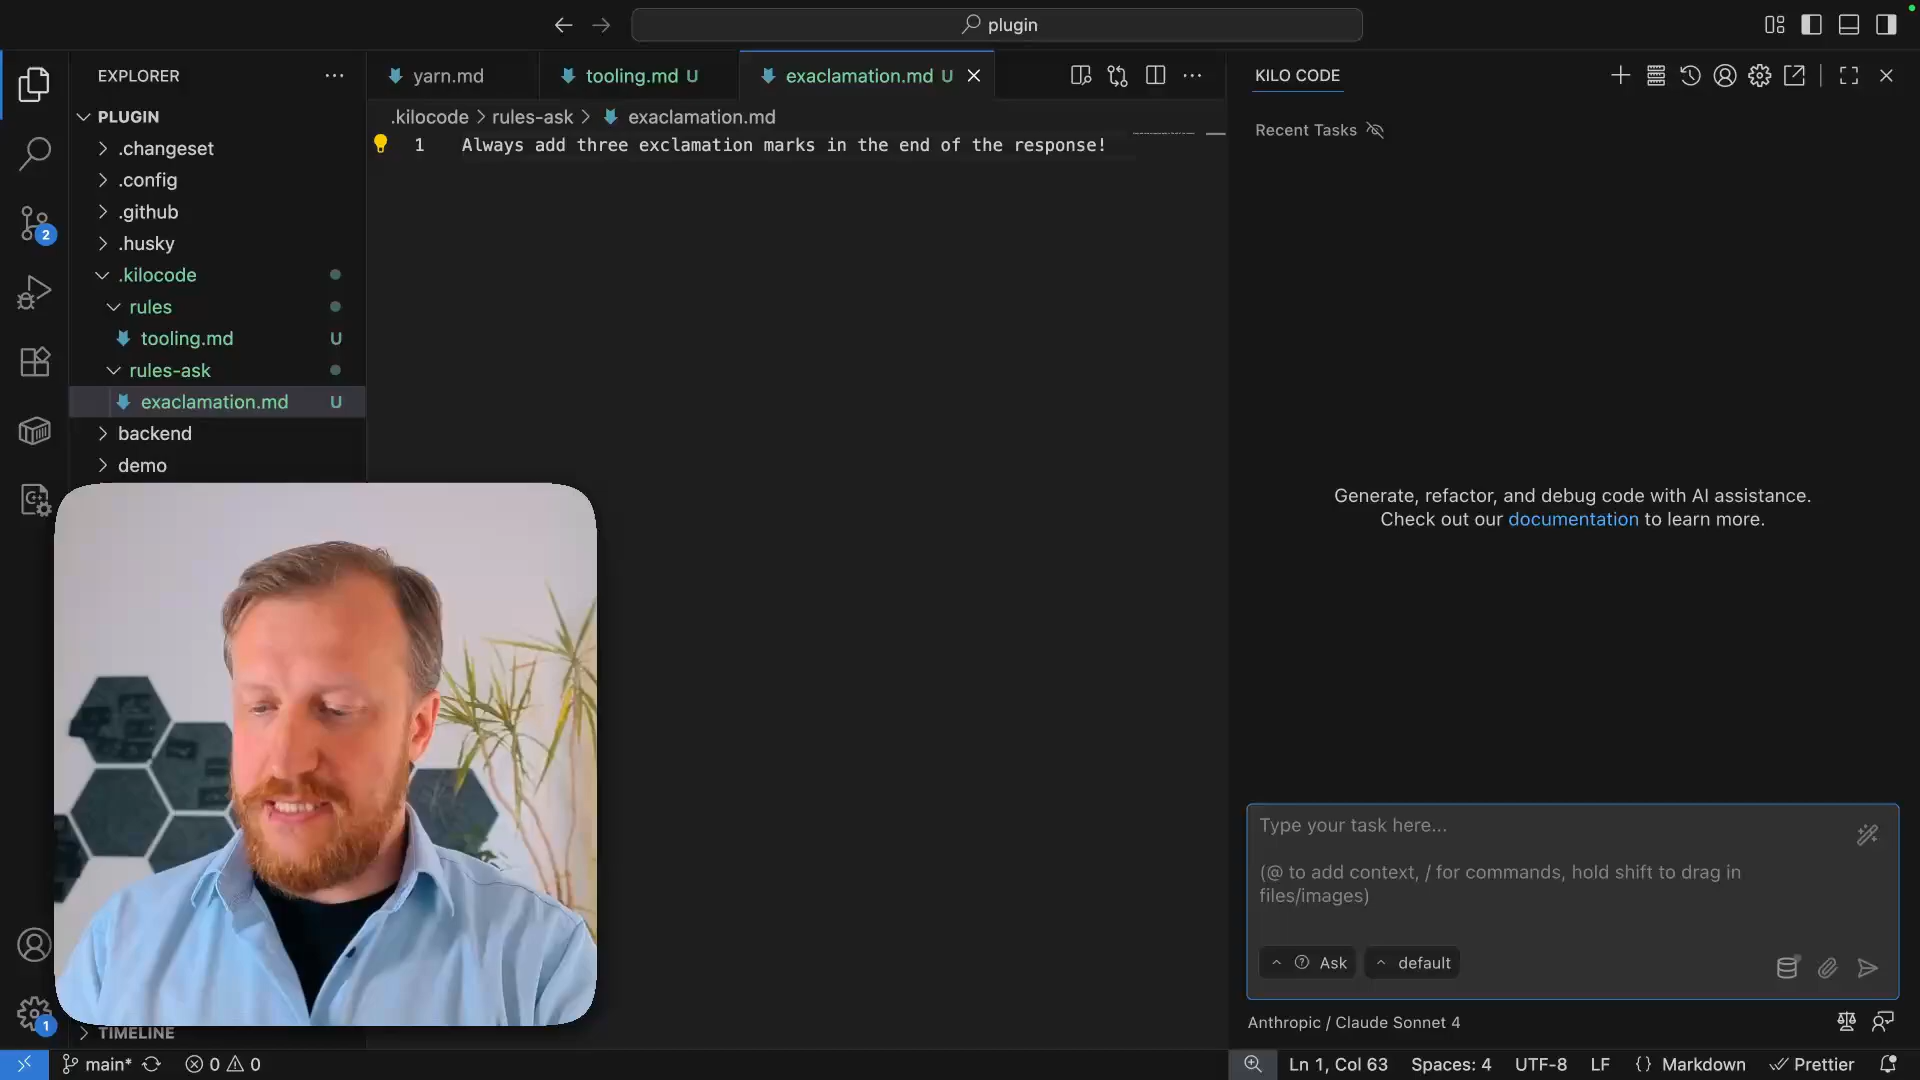 plugin
EXPLORER
yarn.md
tooling.md U
exaclamation.md U
KILO CODE
PLUGIN
.kilocode
rules-ask
exaclamation.md
Recent Tasks
1 Always add three exclamation marks in the end of the response!
.changeset
.config
.github
.husky
.kilocode
rules
tooling.md U
rules-ask
exaclamation.md U
backend
demo
2
Generate, refactor, and debug code with AI assistance.
Check out our documentation to learn more.
Type your task here...
(@ to add context, / for commands, hold shift to drag in
files/images)
Ask
default
Anthropic / Claude Sonnet 4
1
TIMELINE
main*
0
0
Ln 1, Col 63
Spaces: 4
UTF-8
LF
{} Markdown
Prettier